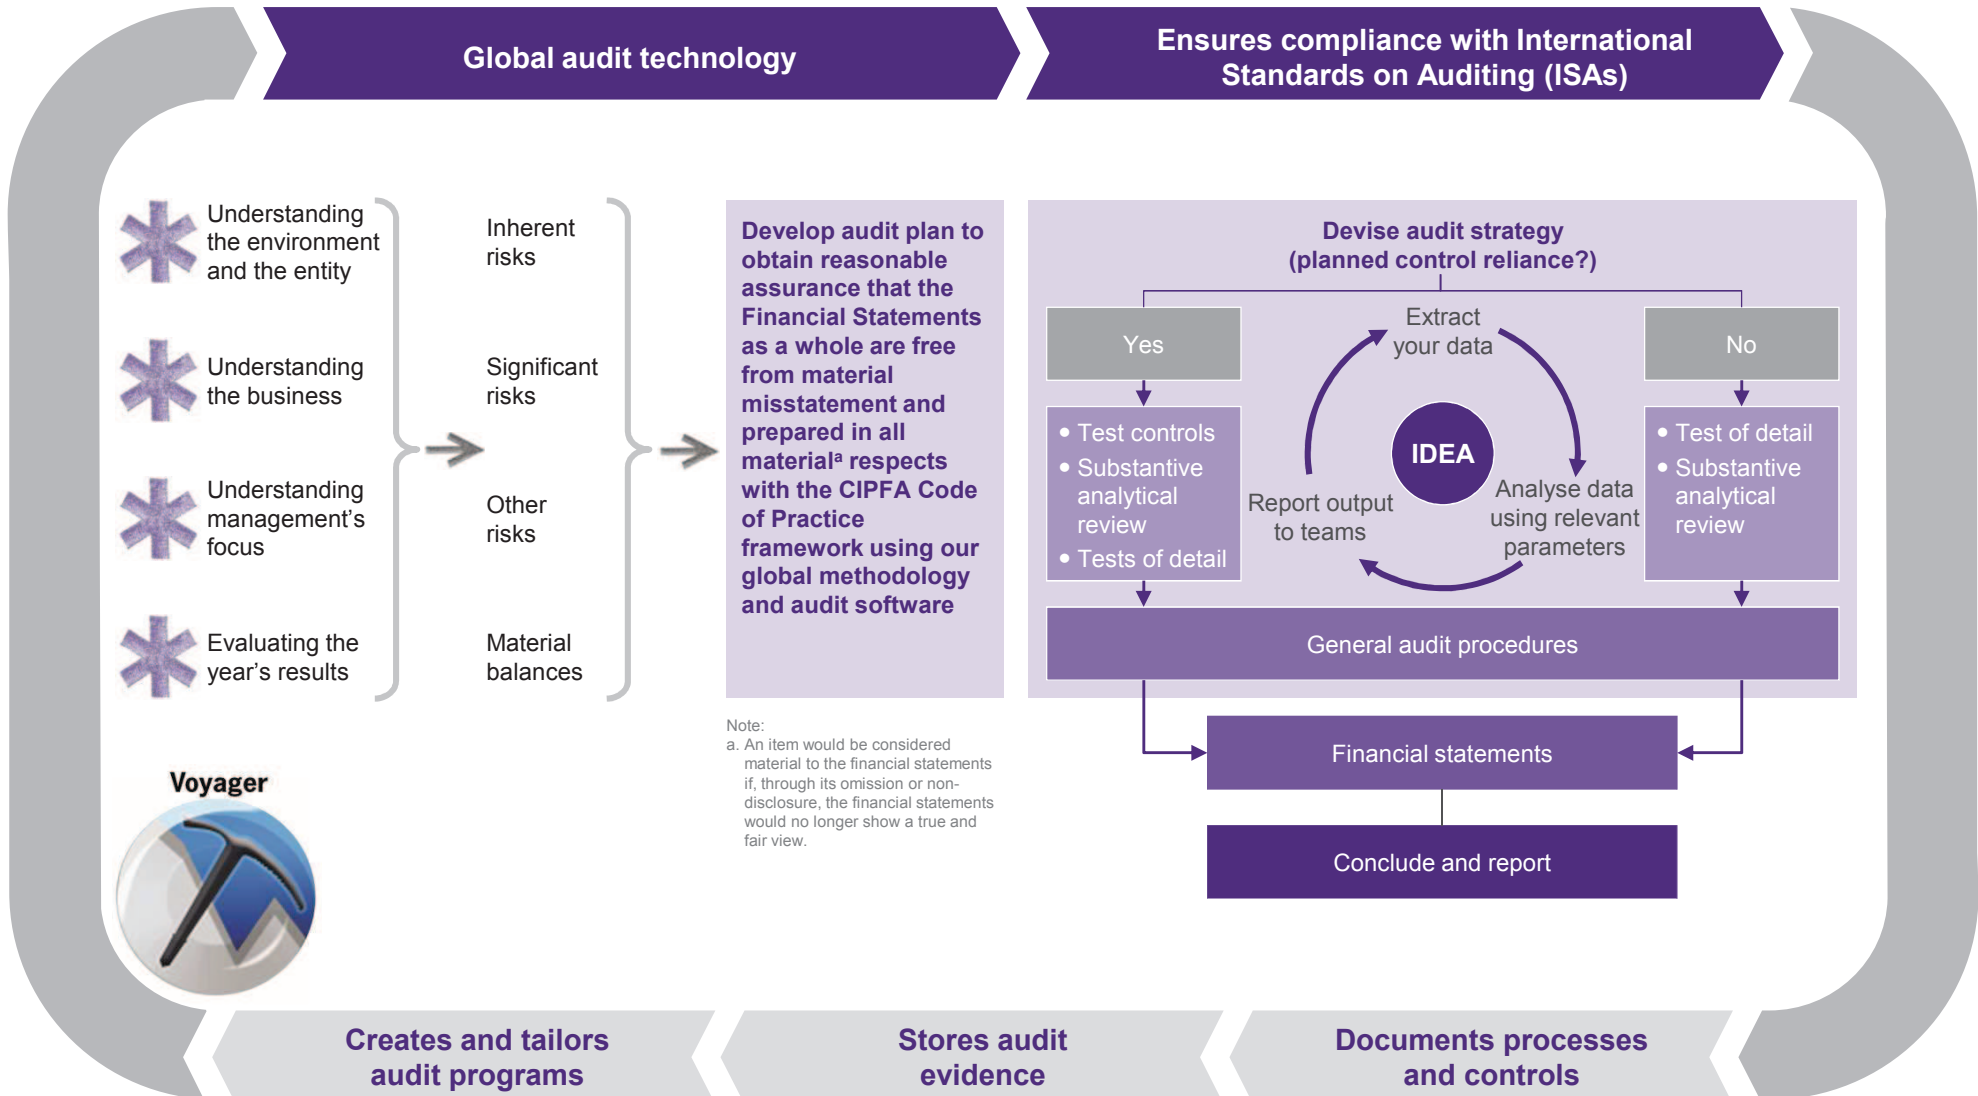 Global audit technology
Ensures compliance with International
Standards on Auditing (ISAs)
Understanding
the environment
and the entity
Understanding
the business
Understanding
management's
focus
Evaluating the
year's results
Inherent
risks
Significant
risks
Other
risks
Material
balances
Develop audit plan to
obtain reasonable
assurance that the
Financial Statements
as a whole are free
from material
misstatement and
prepared in all
materialᵃ respects
with the CIPFA Code
of Practice
framework using our
global methodology
and audit software
Note:
a. An item would be considered
material to the financial statements
if, through its omission or non-
disclosure, the financial statements
would no longer show a true and
fair view.
Devise audit strategy
(planned control reliance?)
Yes
• Test controls
• Substantive
analytical
review
• Tests of detail
Extract
your data
IDEA
Analyse data
using relevant
parameters
Report output
to teams
No
• Test of detail
• Substantive
analytical
review
General audit procedures
Financial statements
Conclude and report
Voyager
Creates and tailors
audit programs
Stores audit
evidence
Documents processes
and controls